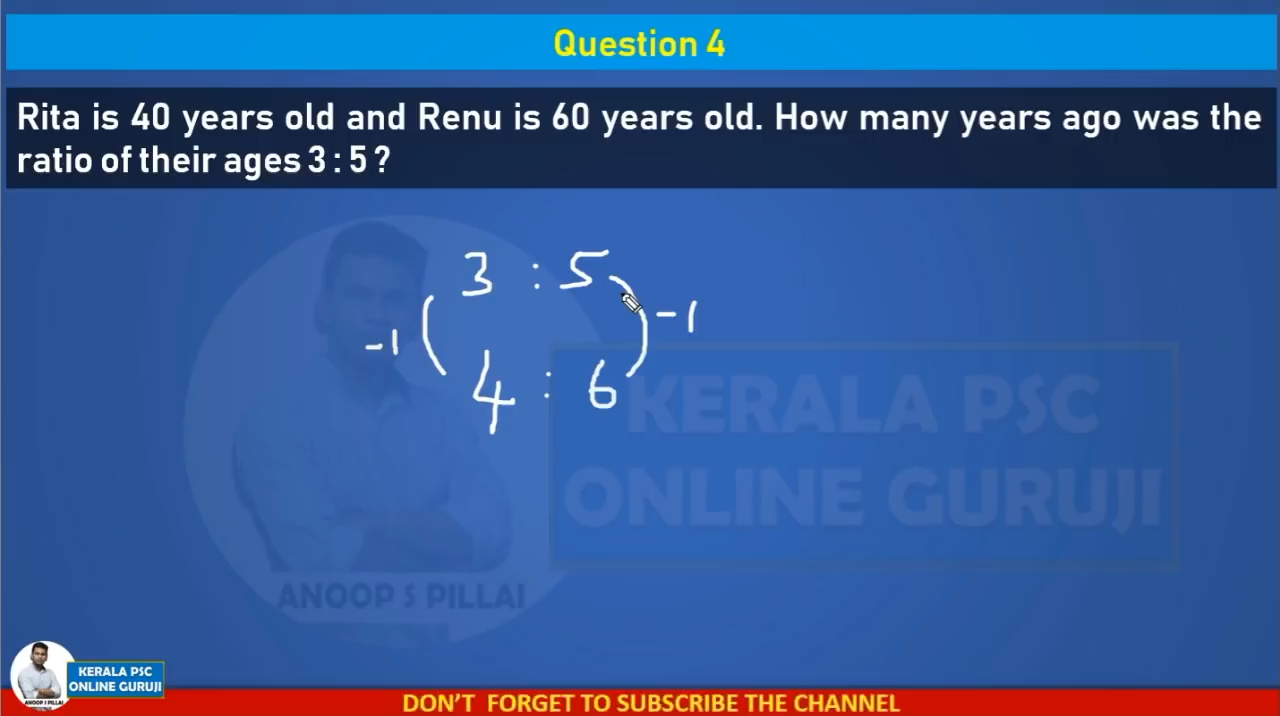 Question 4
Rita is 40 years old and Renu is 60 years old. How many years ago was the
ratio of their ages 3 : 5 ?
3 : 5
-1 -1
4 : 6
KERALA PSC
ONLINE GURUJI
ANOOP S PILLAI
KERALA PSC
ONLINE GURUJI
ANOOP S PILLAI
DON'T FORGET TO SUBSCRIBE THE CHANNEL